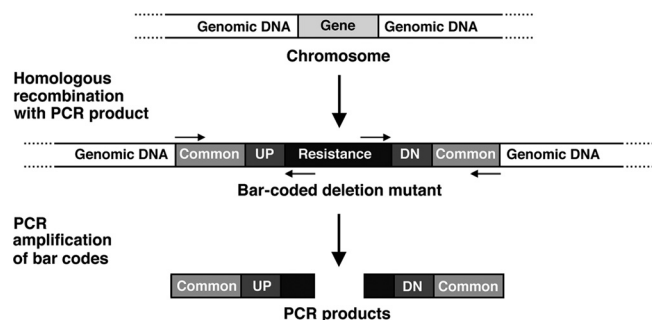 Genomic DNA Gene Genomic DNA
Chromosome
Homologous
recombination
with PCR product
Genomic DNA Common UP Resistance DN Common Genomic DNA
Bar-coded deletion mutant
PCR
amplification
of bar codes
Common UP DN Common
PCR products